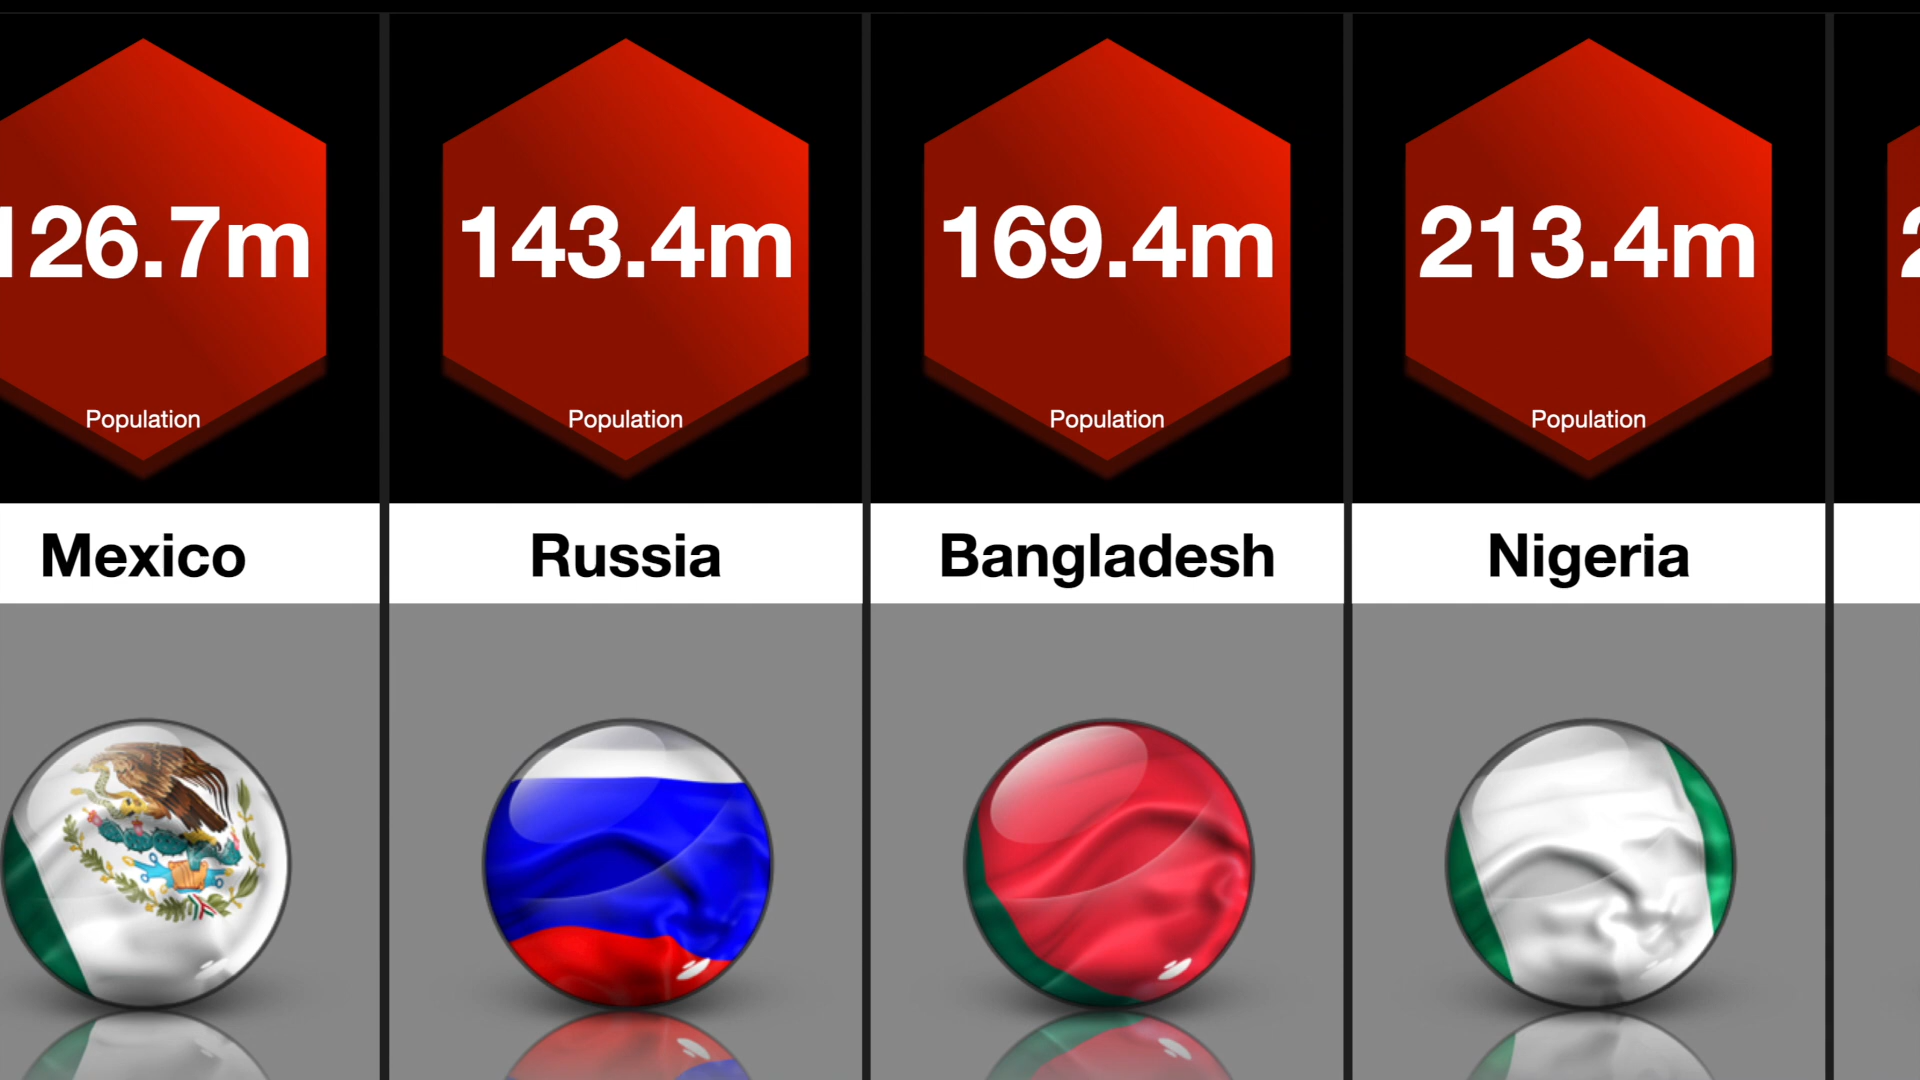 126.7m
Population
Mexico
143.4m
Population
Russia
169.4m
Population
Bangladesh
213.4m
Population
Nigeria